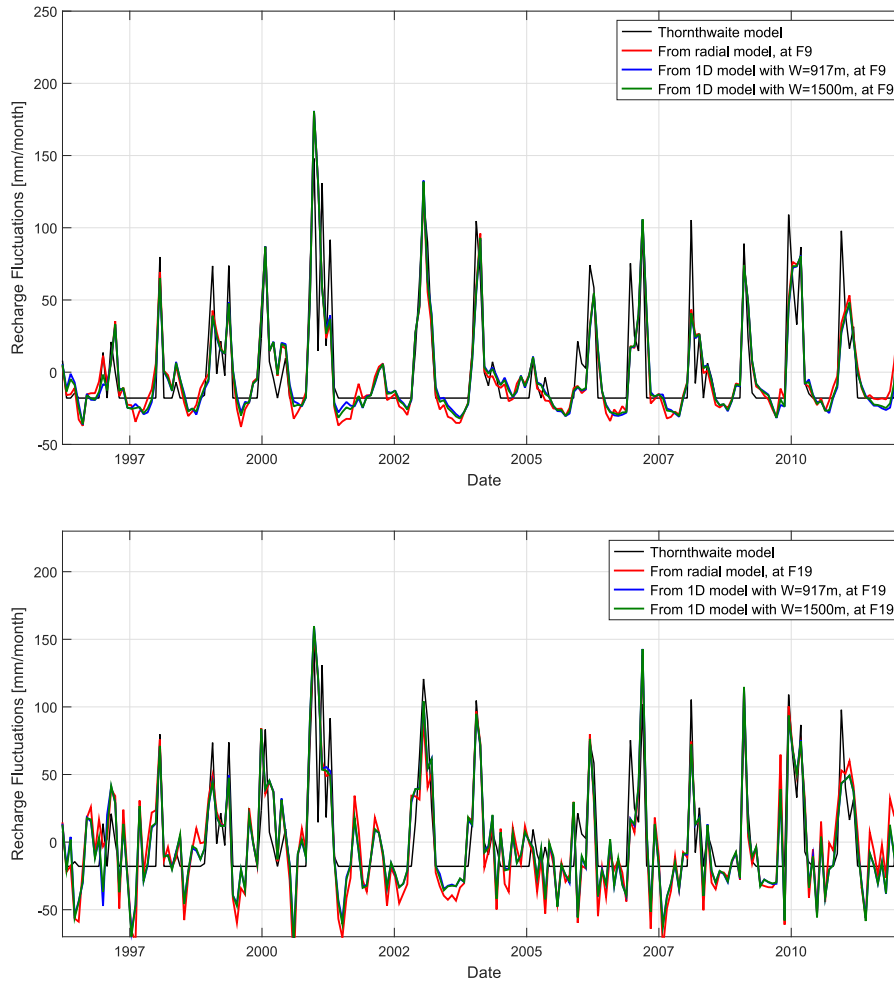 250
200
150
100
50
0
-50
Recharge Fluctuations [mm/month]
Thornthwaite model
From radial model, at F9
From 1D model with W=917m, at F9
From 1D model with W=1500m, at F9
1997 2000 2002 2005 2007 2010
Date
200
150
100
50
0
-50
Recharge Fluctuations [mm/month]
Thornthwaite model
From radial model, at F19
From 1D model with W=917m, at F19
From 1D model with W=1500m, at F19
1997 2000 2002 2005 2007 2010
Date